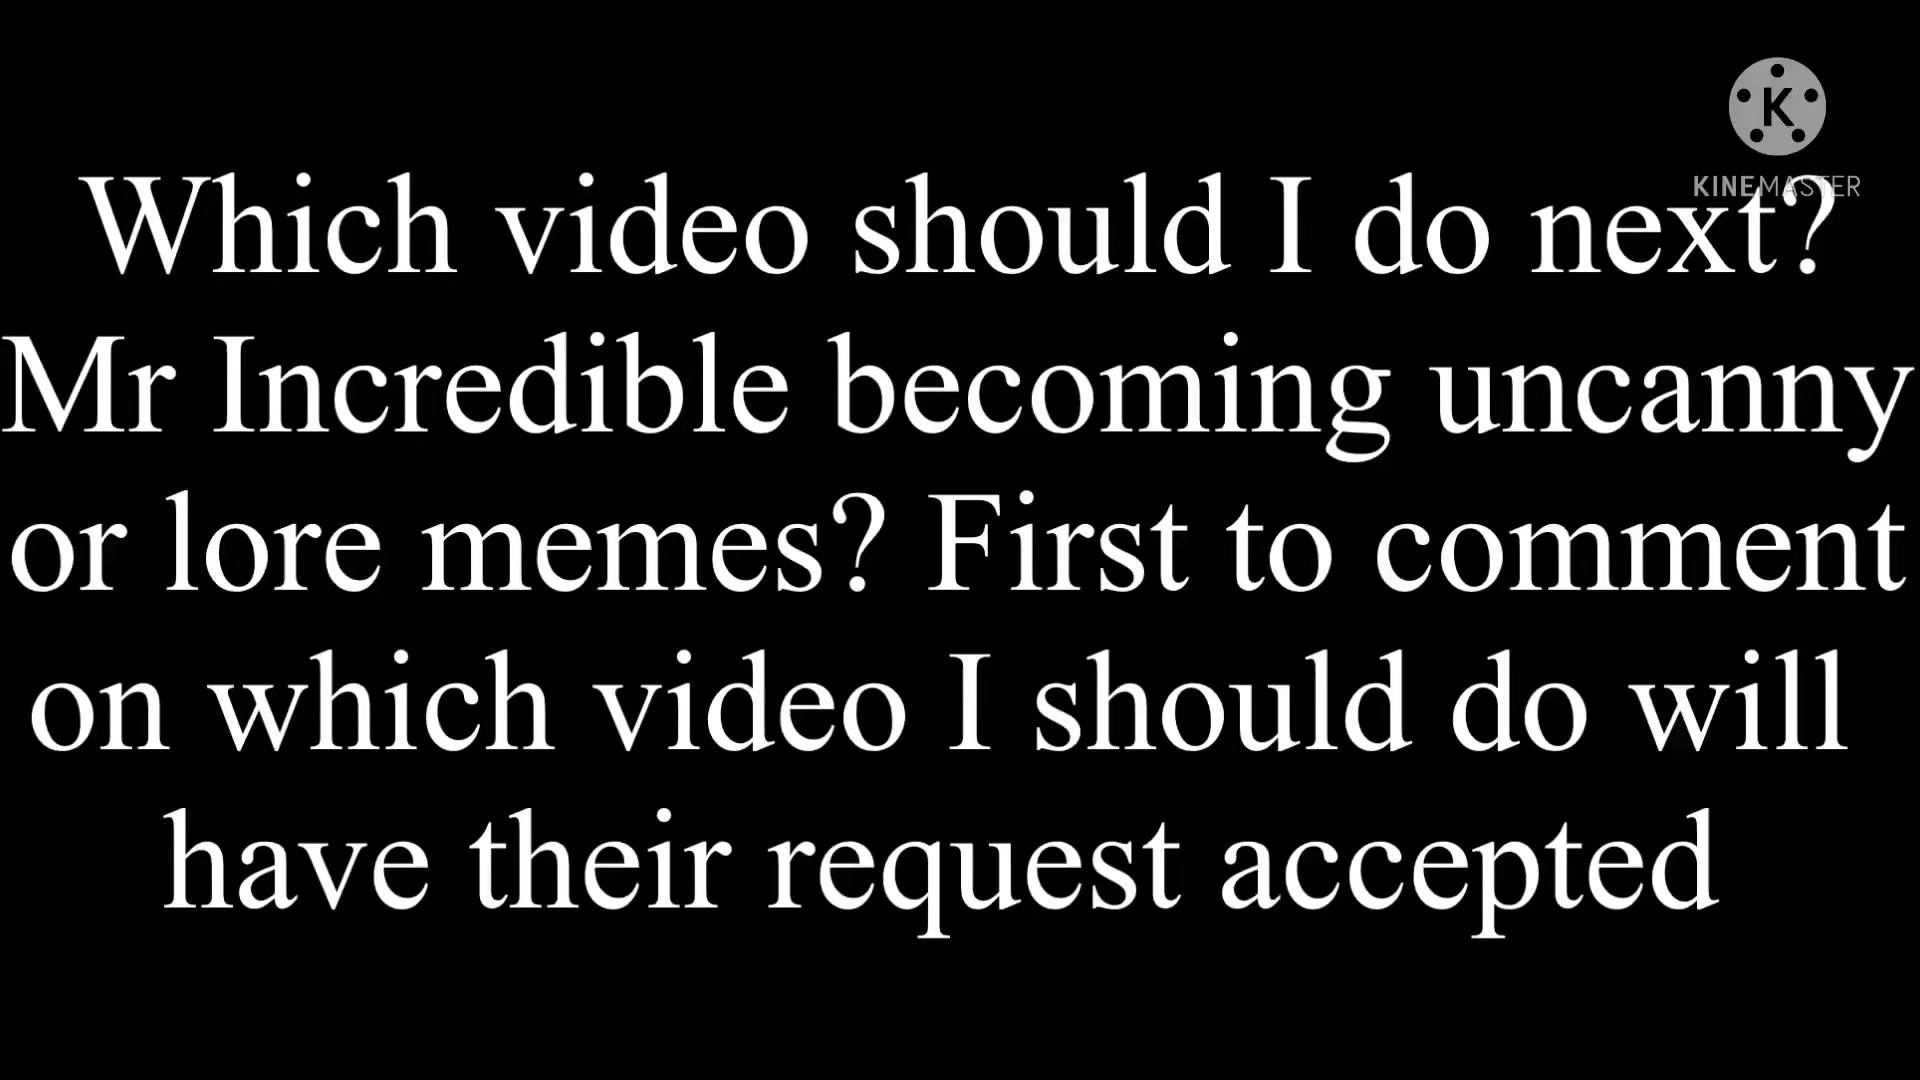 KINEMASTER
Which video should I do next?
Mr Incredible becoming uncanny
or lore memes? First to comment
on which video I should do will
have their request accepted